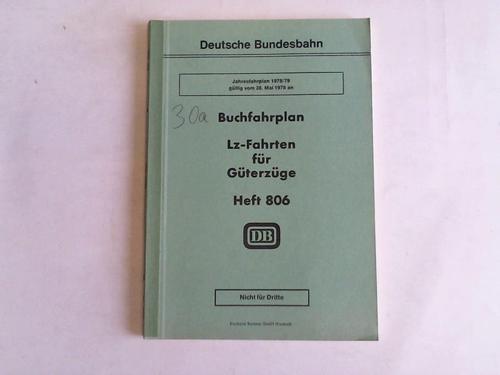 Deutsche Bundesbahn
Jahresfahrplan 1978/79
gültig vom 28. Mai 1978 an
30a
Buchfahrplan
Lz-Fahrten
für
Güterzüge
Heft 806
DB
Nicht für Dritte